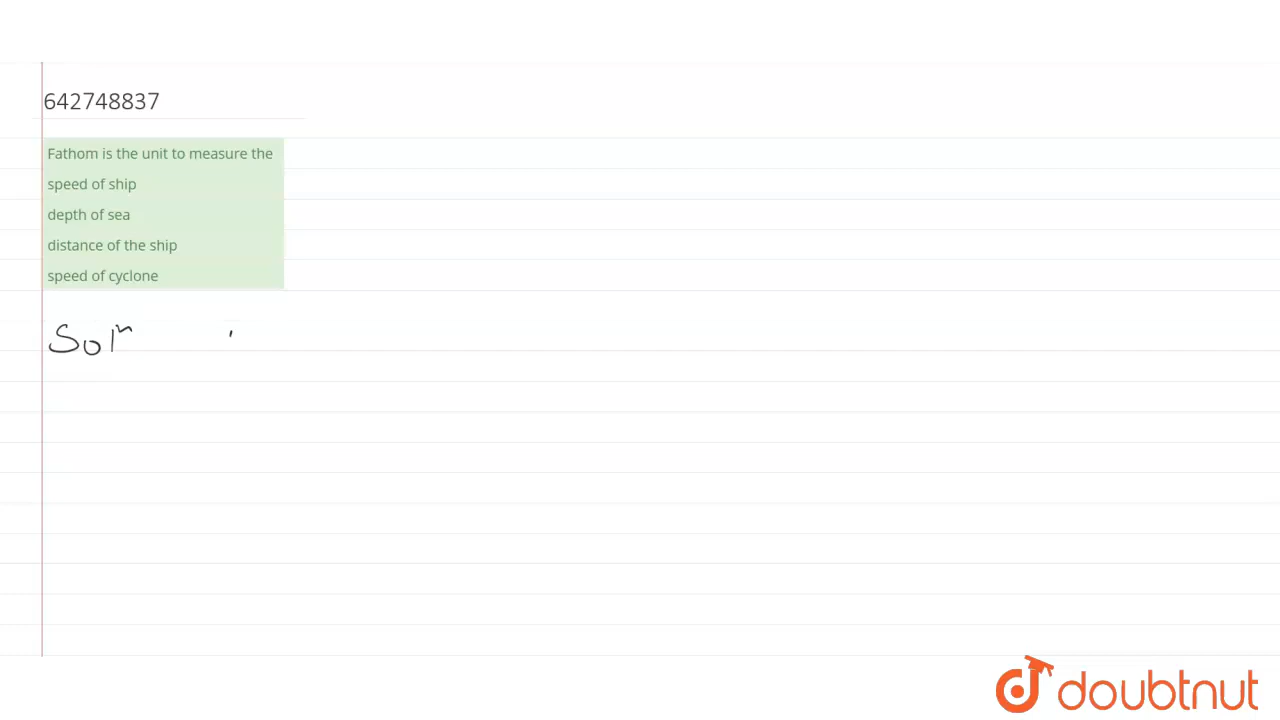 642748837
Fathom is the unit to measure the
speed of ship
depth of sea
distance of the ship
speed of cyclone
Solⁿ
doubtnut